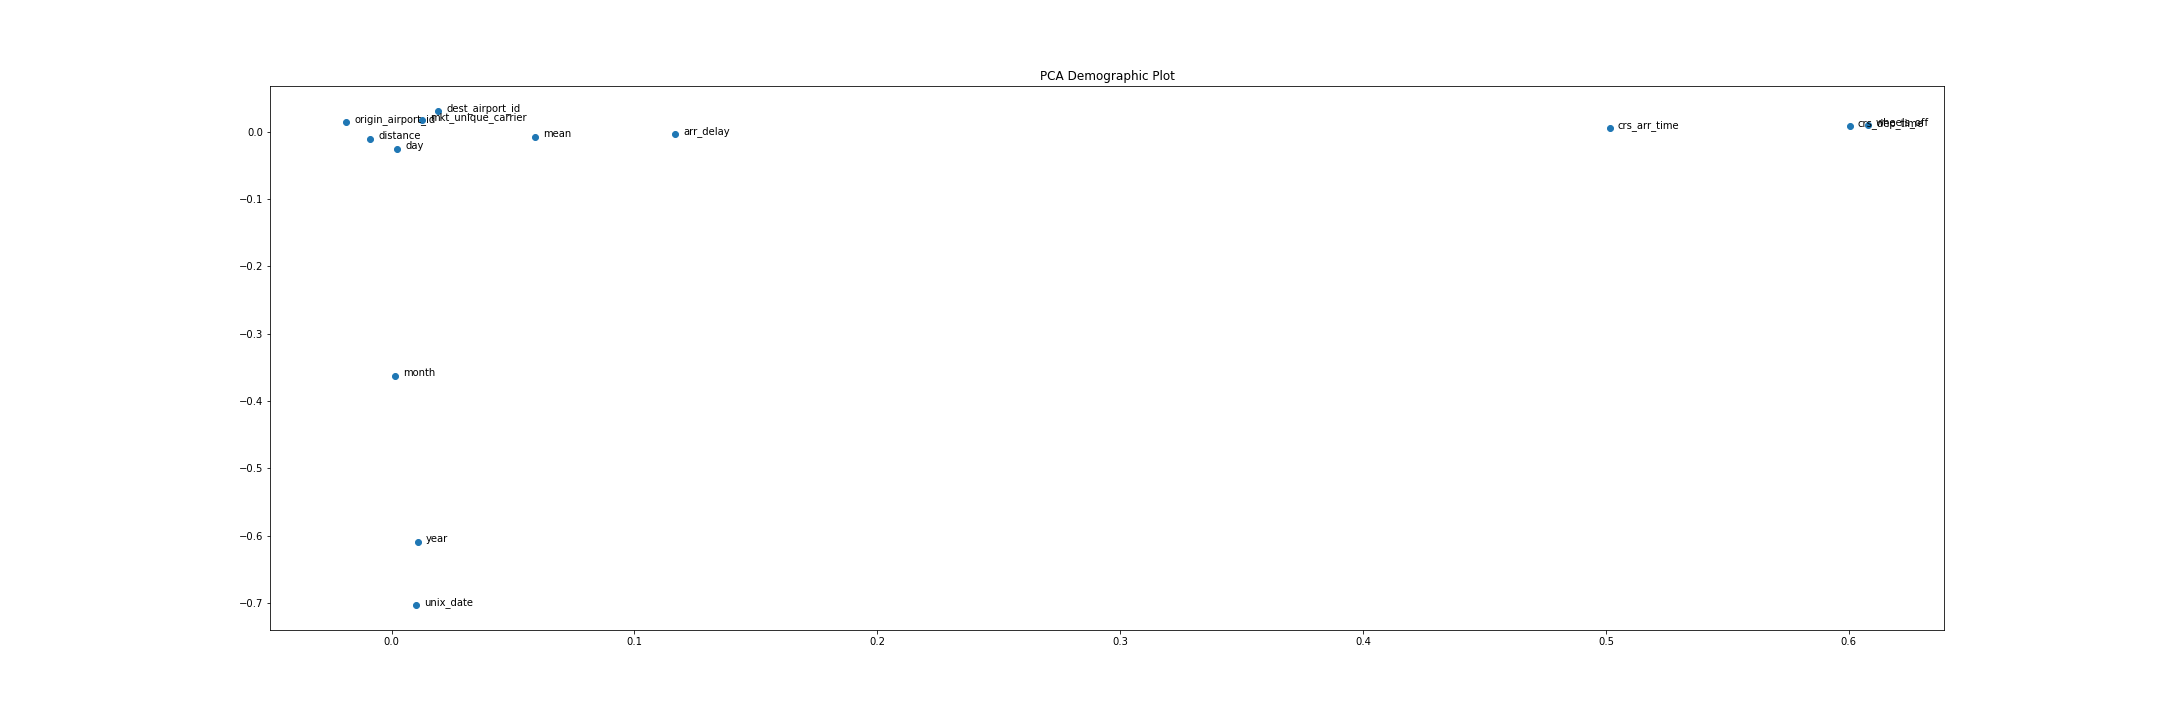 PCA Demographic Plot
dest_airport_id
origin_airport_id
mkt_unique_carrier
distance
day
mean
arr_delay
crs_arr_time
crs_dep_time
wheels_off
month
year
unix_date
0.0
−0.1
−0.2
−0.3
−0.4
−0.5
−0.6
−0.7
0.0
0.1
0.2
0.3
0.4
0.5
0.6